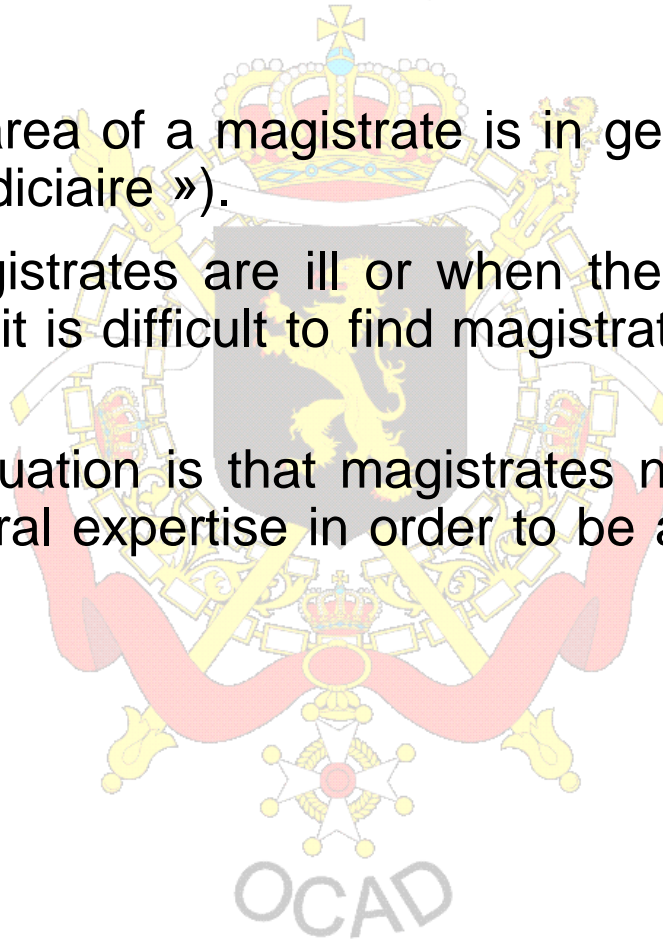 area of a magistrate is in ge
diciaire »).
gistrates are ill or when the
it is difficult to find magistrat
uation is that magistrates n
ral expertise in order to be a
OCAD